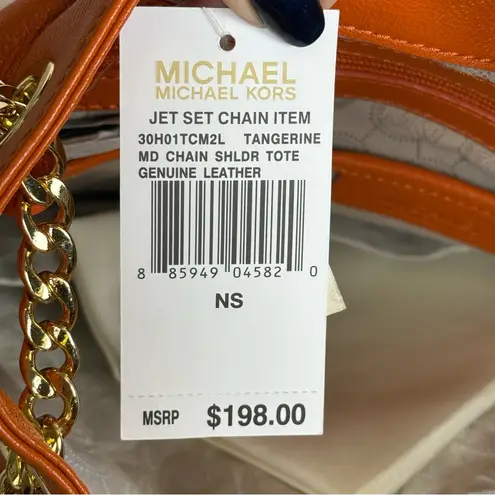 MICHAEL
MICHAEL KORS
JET SET CHAIN ITEM
30H01TCM2L TANGERINE
MD CHAIN SHLDR TOTE
GENUINE LEATHER
8 85949 04582 0
NS
MSRP $198.00